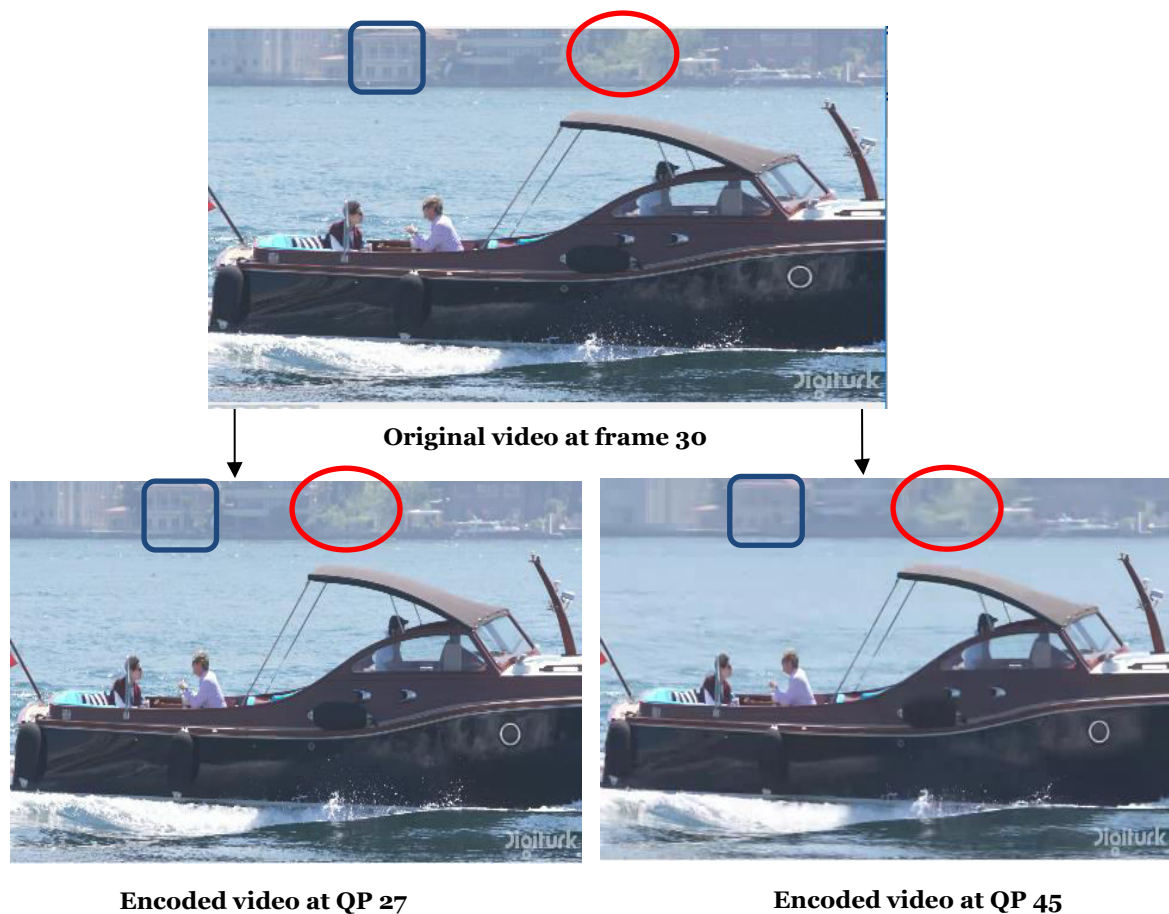 Digiturk
Original video at frame 30
Digiturk
Digiturk
Encoded video at QP 27
Encoded video at QP 45